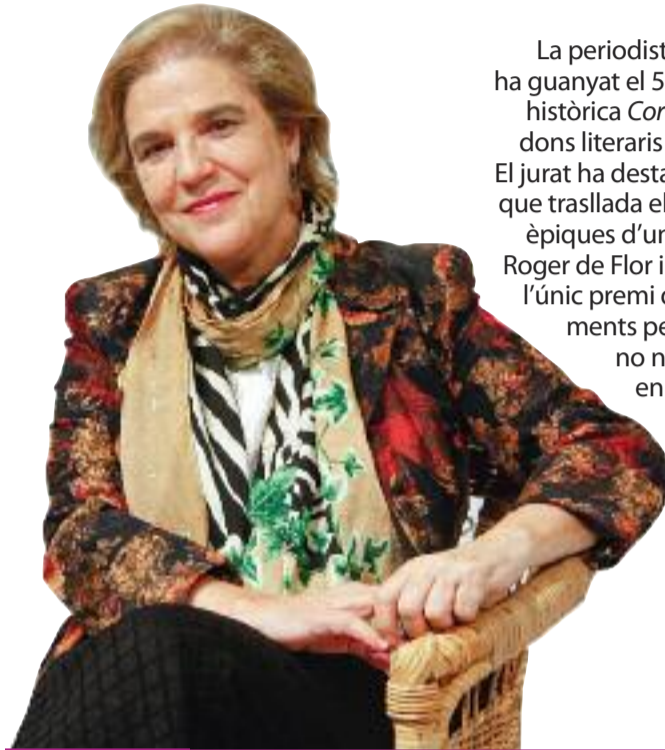 La periodist
ha guanyat el 5
històrica Cor
dons literaris
El jurat ha desta
que trasllada el
èpiques d'un
Roger de Flor i
l'únic premi
ments pe
no n
en